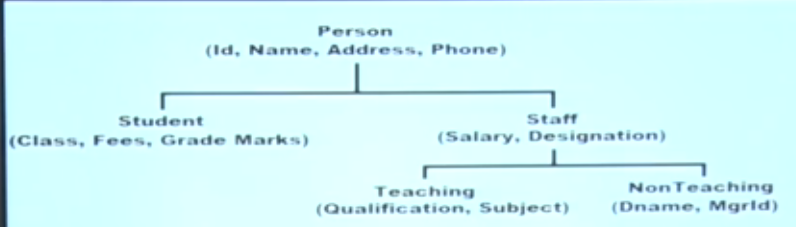 Person
(Id, Name, Address, Phone)
Student
(Class, Fees, Grade Marks)
Staff
(Salary, Designation)
Teaching
(Qualification, Subject)
NonTeaching
(Dname, MgrId)